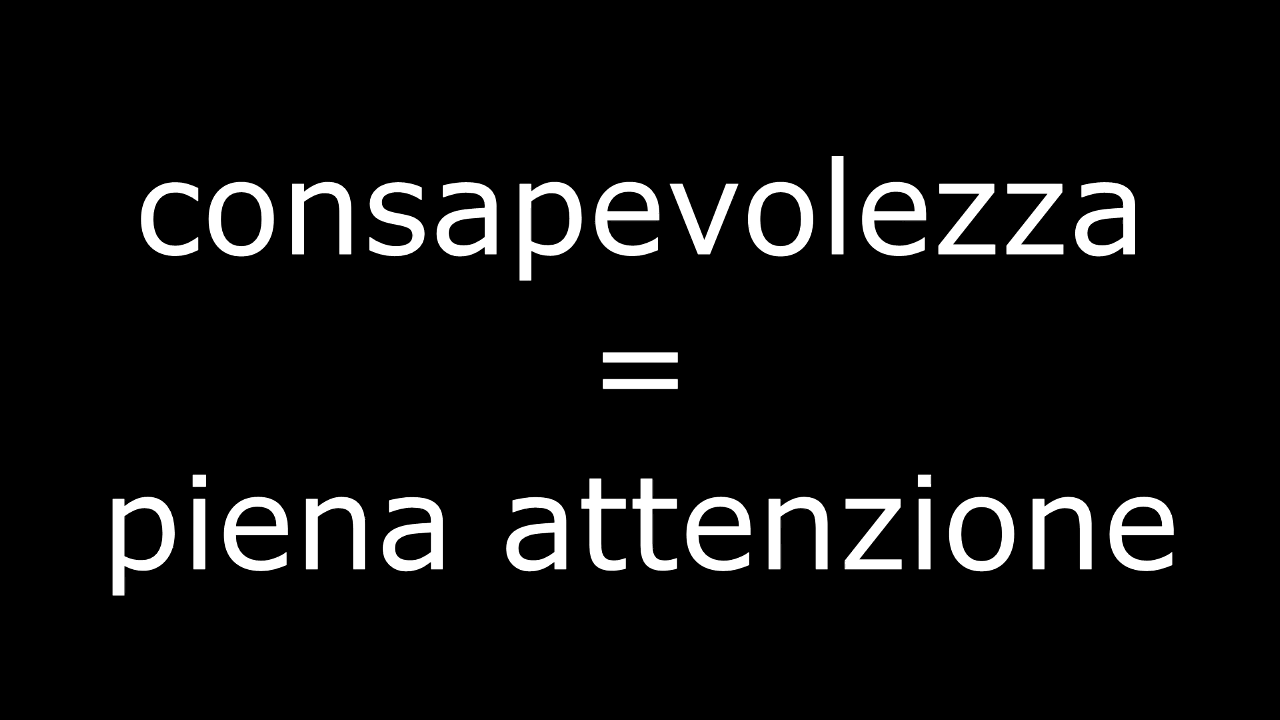 consapevolezza
=
piena attenzione